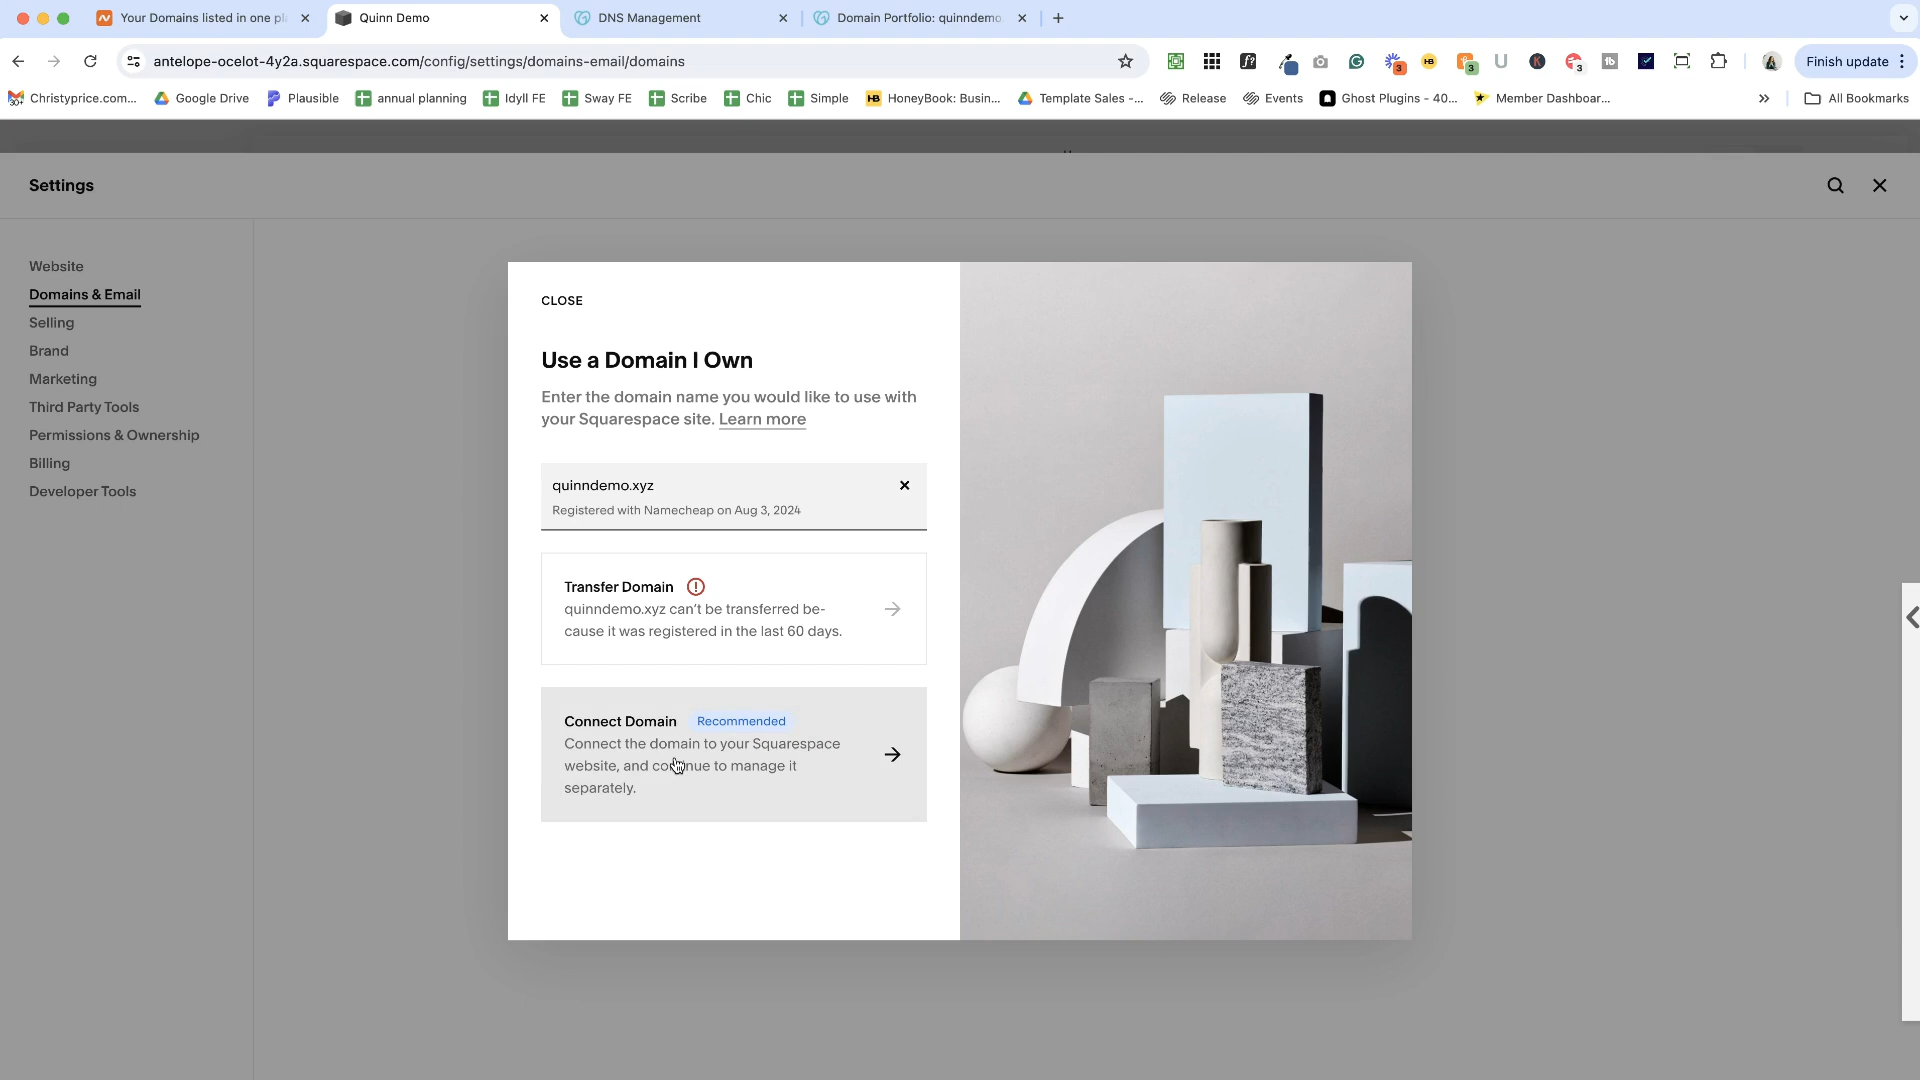 Your Domains listed in one pl
Quinn Demo
DNS Management
Domain Portfolio: quinndemo
antelope-ocelot-4y2a.squarespace.com/config/settings/domains-email/domains
Finish update
Christyprice.com...
Google Drive
Plausible
annual planning
Idyll FE
Sway FE
Scribe
Chic
Simple
HoneyBook: Busin...
Template Sales -...
Release
Events
Ghost Plugins - 40...
Member Dashboar...
All Bookmarks
Settings
Website
Domains & Email
Selling
Brand
Marketing
Third Party Tools
Permissions & Ownership
Billing
Developer Tools
CLOSE
Use a Domain I Own
Enter the domain name you would like to use with
your Squarespace site. Learn more
quinndemo.xyz
Registered with Namecheap on Aug 3, 2024
Transfer Domain
quinndemo.xyz can't be transferred be-
cause it was registered in the last 60 days.
Connect Domain Recommended
Connect the domain to your Squarespace
website, and continue to manage it
separately.